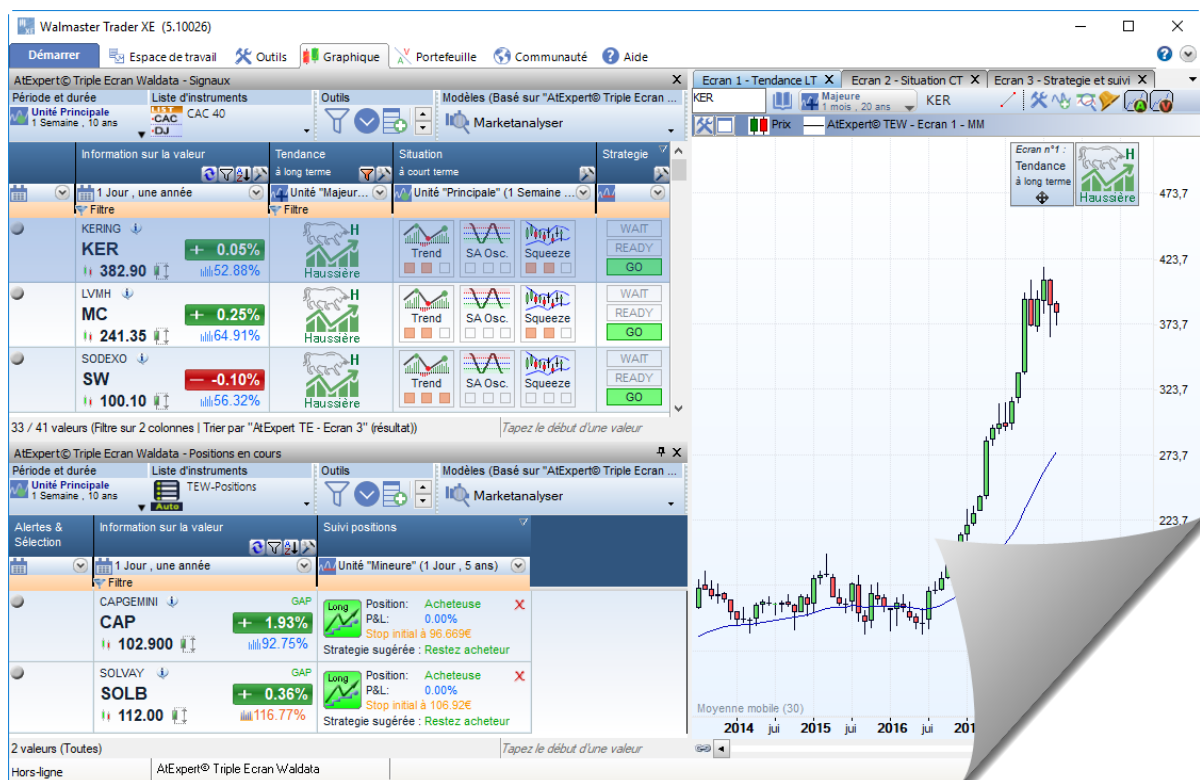 Walmaster Trader XE (5.10026)
Démarrer Espace de travail Outils Graphique Portefeuille Communauté Aide
AtExpert© Triple Ecran Waldata - Signaux X
Période et durée Liste d'instruments Outils Modèles (Basé sur "AtExpert© Triple Ecran ...
Unité Principale
1 Semaine , 10 ans
LIST
·CAC
·DJ
CAC 40
Marketanalyser
Information sur la valeur Tendance Situation Strategie
à long terme à court terme
1 Jour , une année Unité "Majeur... Unité "Principale" (1 Semaine ...
Filtre Filtre
KERING
KER + 0.05%
382.90 52.88%
H
Haussière
Trend SA Osc. Squeeze
WAIT
READY
GO
LVMH
MC + 0.25%
241.35 64.91%
H
Haussière
Trend SA Osc. Squeeze
WAIT
READY
GO
SODEXO
SW — -0.10%
100.10 56.32%
H
Haussière
Trend SA Osc. Squeeze
WAIT
READY
GO
33 / 41 valeurs (Filtre sur 2 colonnes | Trier par "AtExpert TE - Ecran 3" (résultat)) Tapez le début d'une valeur
AtExpert© Triple Ecran Waldata - Positions en cours X
Période et durée Liste d'instruments Outils Modèles (Basé sur "AtExpert© Triple Ecran ...
Unité Principale
1 Semaine , 10 ans
Auto
TEW-Positions
Marketanalyser
Alertes &
Sélection
Information sur la valeur Suivi positions
1 Jour , une année Unité "Mineure" (1 Jour , 5 ans)
Filtre
CAPGEMINI GAP
CAP + 1.93%
102.900 92.75%
Long
Position: Acheteuse X
P&L: 0.00%
Stop initial à 96.669€
Strategie sugérée : Restez acheteur
SOLVAY GAP
SOLB + 0.36%
112.00 116.77%
Long
Position: Acheteuse X
P&L: 0.00%
Stop initial à 106.92€
Strategie sugérée : Restez acheteur
2 valeurs (Toutes) Tapez le début d'une valeur
Hors-ligne AtExpert© Triple Ecran Waldata
Ecran 1 - Tendance LT X Ecran 2 - Situation CT X Ecran 3 - Strategie et suivi X
KER
Majeure
1 mois , 20 ans
KER
Prix AtExpert© TEW - Ecran 1 - MM
Ecran n°1 :
Tendance
à long terme
H
Haussière
473,7
423,7
373,7
323,7
273,7
223,7
Moyenne mobile (30)
2014 jui 2015 jui 2016 jui